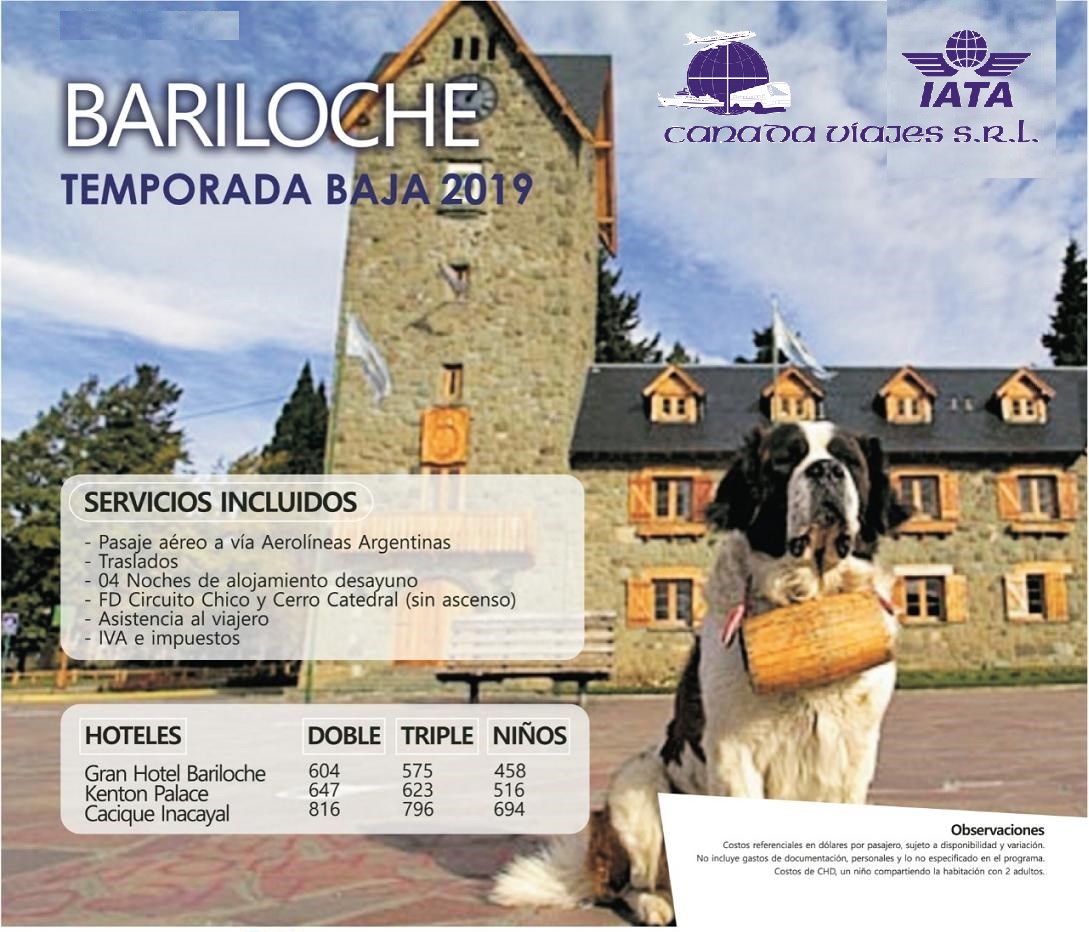 BARILOCHE
TEMPORADA BAJA 2019
CANADA VIAJES S.R.L.
IATA
SERVICIOS INCLUIDOS
- Pasaje aéreo a vía Aerolíneas Argentinas
- Traslados
- 04 Noches de alojamiento desayuno
- FD Circuito Chico y Cerro Catedral (sin ascenso)
- Asistencia al viajero
- IVA e impuestos
HOTELES DOBLE TRIPLE NIÑOS
Gran Hotel Bariloche 604 575 458
Kenton Palace 647 623 516
Cacique Inacayal 816 796 694
Observaciones
Costos referenciales en dólares por pasajero, sujeto a disponibilidad y variación.
No incluye gastos de documentación, personales y lo no especificado en el programa.
Costos de CHD, un niño compartiendo la habitación con 2 adultos.